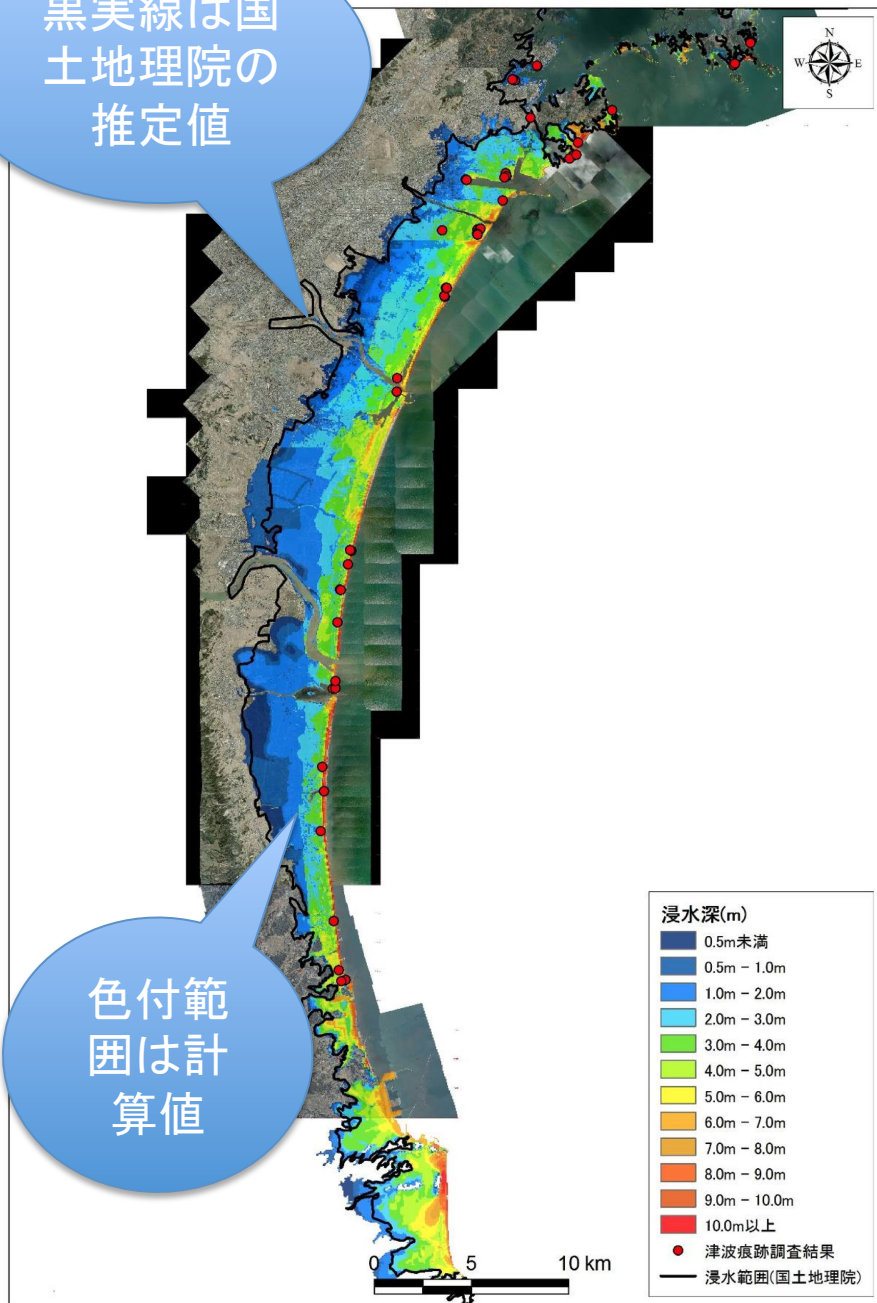 黒実線は国
土地理院の
推定値
N
W E
S
色付範
囲は計
算値
浸水深(m)
0.5m未満
0.5m - 1.0m
1.0m - 2.0m
2.0m - 3.0m
3.0m - 4.0m
4.0m - 5.0m
5.0m - 6.0m
6.0m - 7.0m
7.0m - 8.0m
8.0m - 9.0m
9.0m - 10.0m
10.0m以上
津波痕跡調査結果
浸水範囲(国土地理院)
0 5 10 km